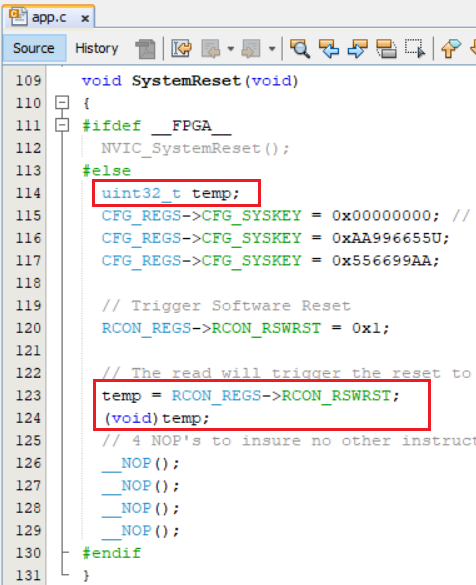 app.c x
Source History
109 void SystemReset(void)
110 {
111 #ifdef __FPGA__
112 NVIC_SystemReset();
113 #else
114 uint32_t temp;
115 CFG_REGS->CFG_SYSKEY = 0x00000000; //
116 CFG_REGS->CFG_SYSKEY = 0xAA996655U;
117 CFG_REGS->CFG_SYSKEY = 0x556699AA;
118
119 // Trigger Software Reset
120 RCON_REGS->RCON_RSWRST = 0x1;
121
122 // The read will trigger the reset to
123 temp = RCON_REGS->RCON_RSWRST;
124 (void)temp;
125 // 4 NOP's to insure no other instruct
126 __NOP();
127 __NOP();
128 __NOP();
129 __NOP();
130 #endif
131 }